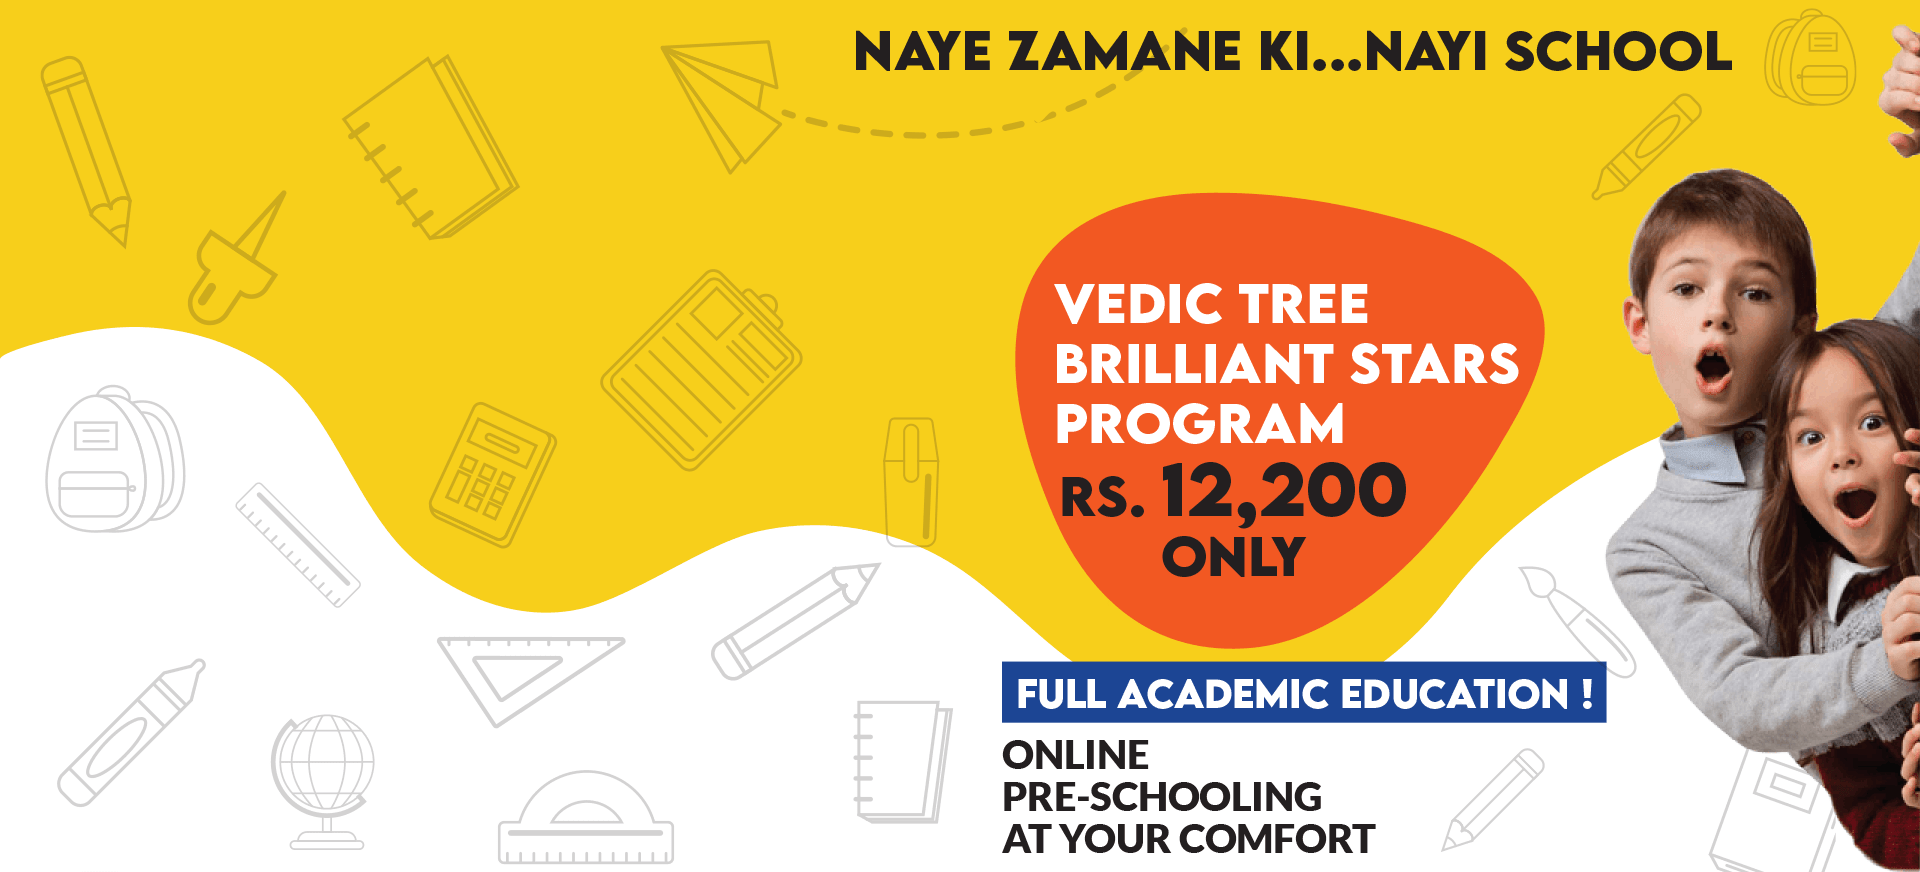 NAYE ZAMANE KI...NAYI SCHOOL
VEDIC TREE
BRILLIANT STARS
PROGRAM
RS. 12,200
ONLY
FULL ACADEMIC EDUCATION !
ONLINE
PRE-SCHOOLING
AT YOUR COMFORT